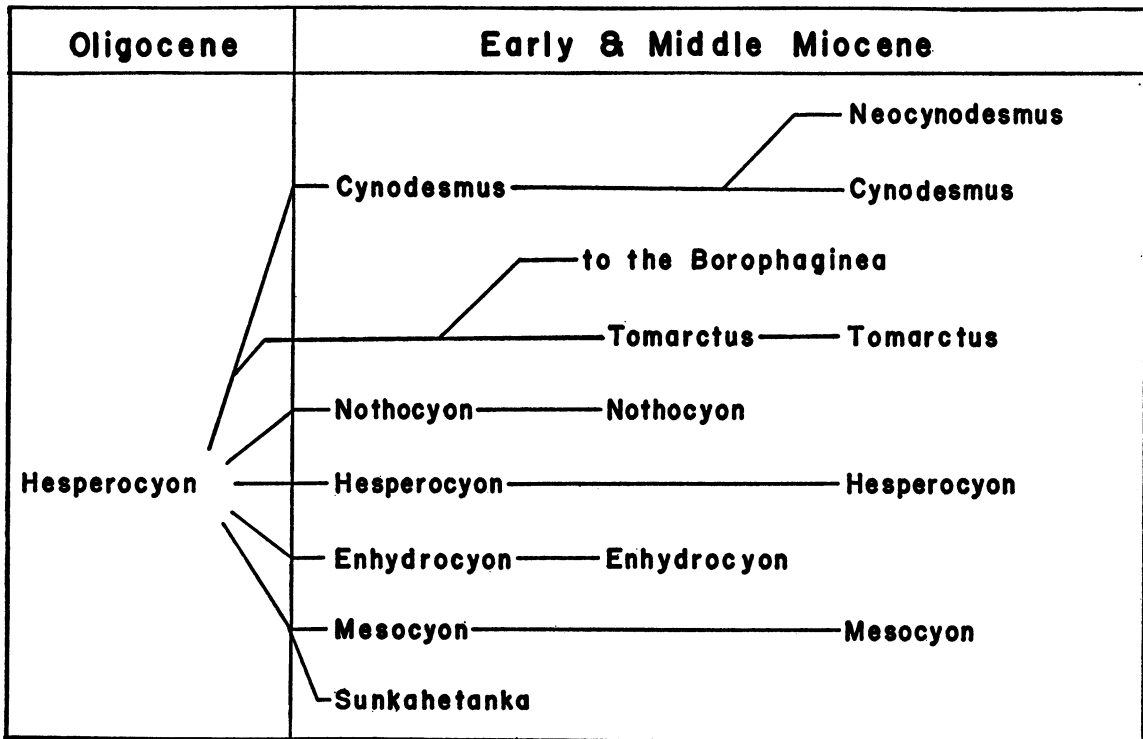 Oligocene Early & Middle Miocene
Neocynodesmus
Cynodesmus Cynadesmus
to the Borophaginea
Tomarctus Tomarctus
Nothocyon Nothocyon
Hesperocyon Hesperocyon Hesperocyon
Enhydrocyon Enhydrocyon
Mesocyon Mesocyon
Sunkahetanka